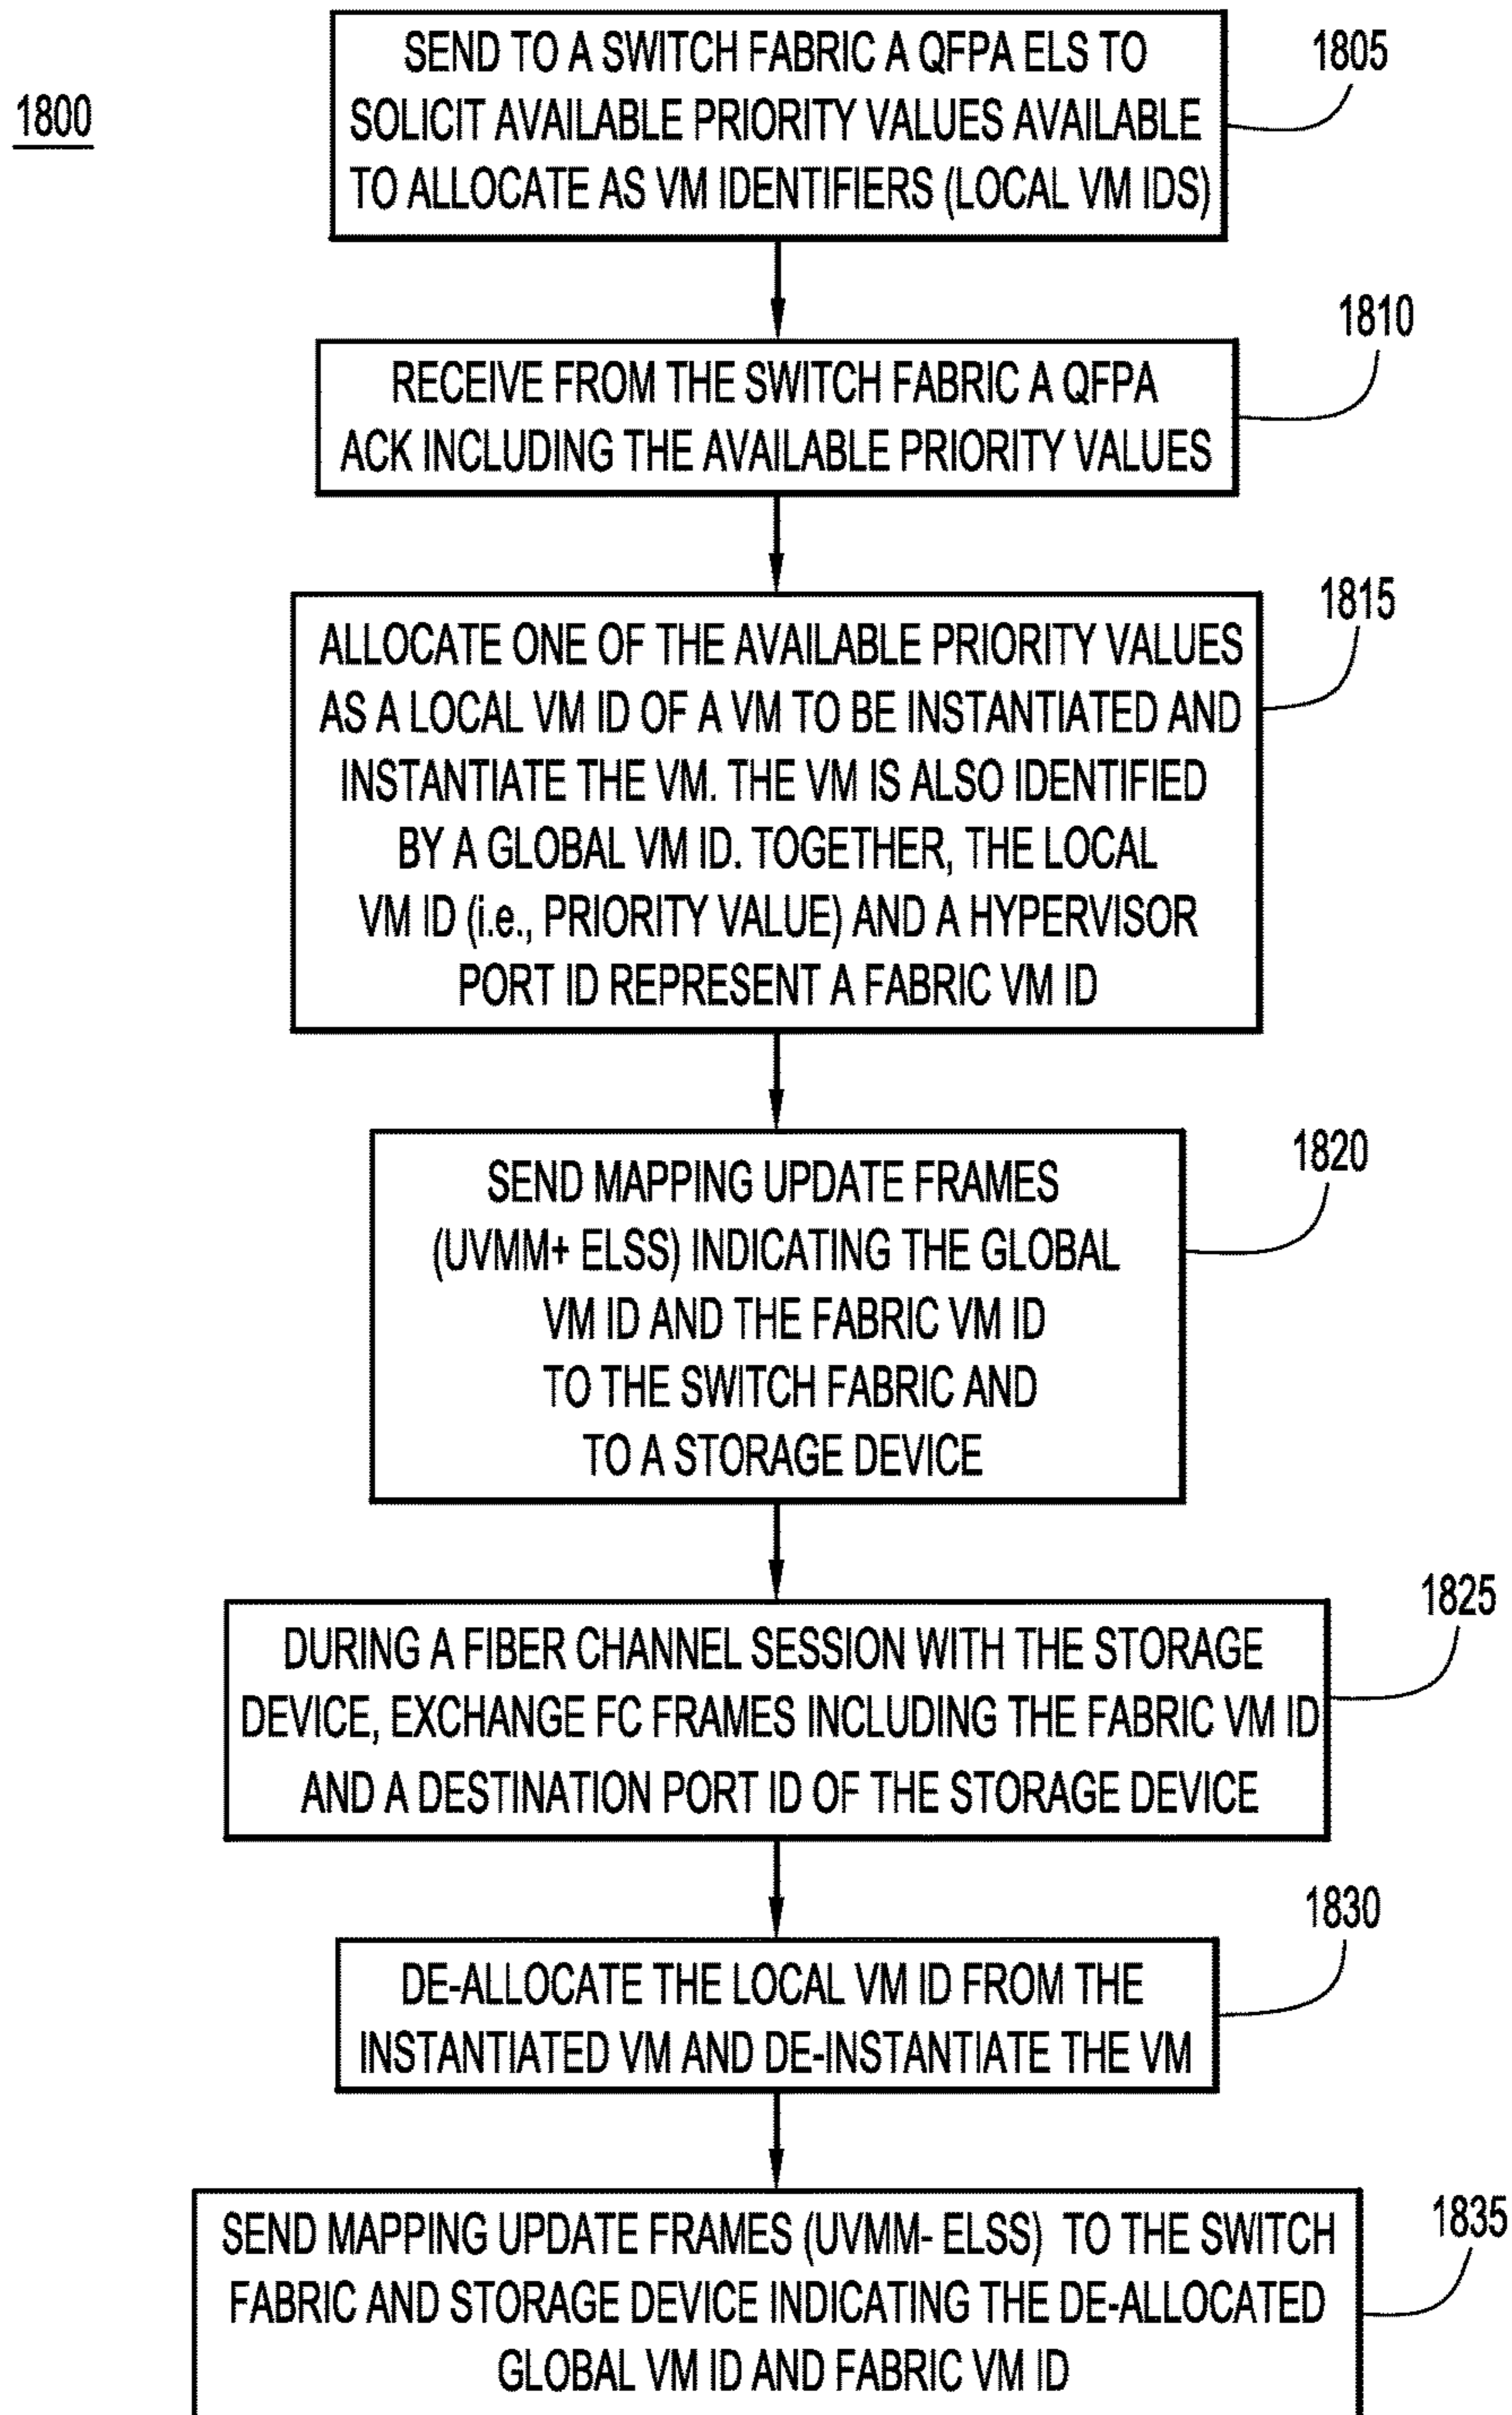 1800
SEND TO A SWITCH FABRIC A QFPA ELS TO
SOLICIT AVAILABLE PRIORITY VALUES AVAILABLE
TO ALLOCATE AS VM IDENTIFIERS (LOCAL VM IDS)
1805
RECEIVE FROM THE SWITCH FABRIC A QFPA
ACK INCLUDING THE AVAILABLE PRIORITY VALUES
1810
ALLOCATE ONE OF THE AVAILABLE PRIORITY VALUES
AS A LOCAL VM ID OF A VM TO BE INSTANTIATED AND
INSTANTIATE THE VM. THE VM IS ALSO IDENTIFIED
BY A GLOBAL VM ID. TOGETHER, THE LOCAL
VM ID (i.e., PRIORITY VALUE) AND A HYPERVISOR
PORT ID REPRESENT A FABRIC VM ID
1815
SEND MAPPING UPDATE FRAMES
(UVMM+ ELSS) INDICATING THE GLOBAL
VM ID AND THE FABRIC VM ID
TO THE SWITCH FABRIC AND
TO A STORAGE DEVICE
1820
DURING A FIBER CHANNEL SESSION WITH THE STORAGE
DEVICE, EXCHANGE FC FRAMES INCLUDING THE FABRIC VM ID
AND A DESTINATION PORT ID OF THE STORAGE DEVICE
1825
DE-ALLOCATE THE LOCAL VM ID FROM THE
INSTANTIATED VM AND DE-INSTANTIATE THE VM
1830
SEND MAPPING UPDATE FRAMES (UVMM- ELSS) TO THE SWITCH
FABRIC AND STORAGE DEVICE INDICATING THE DE-ALLOCATED
GLOBAL VM ID AND FABRIC VM ID
1835